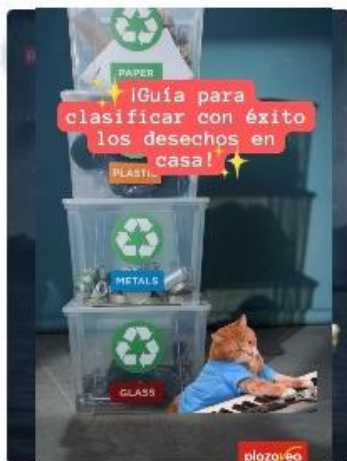 PAPER
¡Guía para
clasificar con éxito
los desechos en
casa!
PLASTIC
METALS
GLASS
plazavea